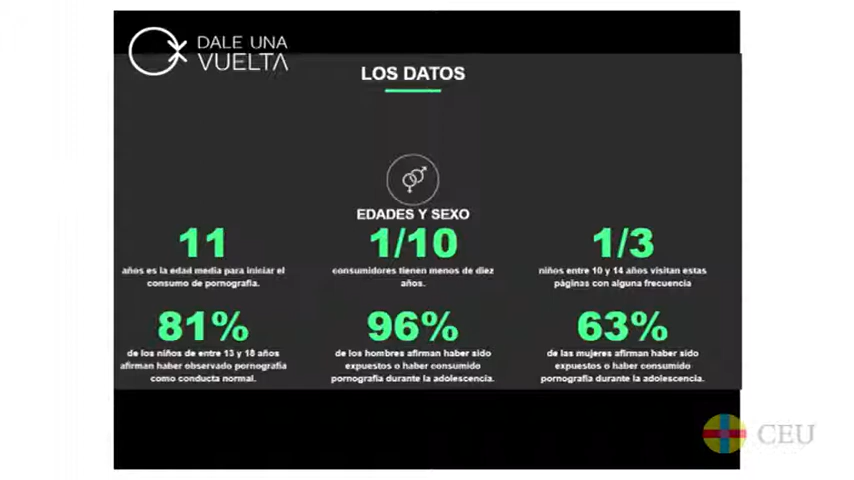 DALE UNA
VUELTA
LOS DATOS
EDADES Y SEXO
11
años es la edad media para iniciar el
consumo de pornografía.
1/10
consumidores tienen menos de diez
años.
1/3
niños entre 10 y 14 años visitan estas
páginas con alguna frecuencia
81%
de los niños de entre 13 y 18 años
afirman haber observado pornografía
como conducta normal.
96%
de los hombres afirman haber sido
expuestos o haber consumido
pornografía durante la adolescencia.
63%
de las mujeres afirman haber sido
expuestos o haber consumido
pornografía durante la adolescencia.
CEU